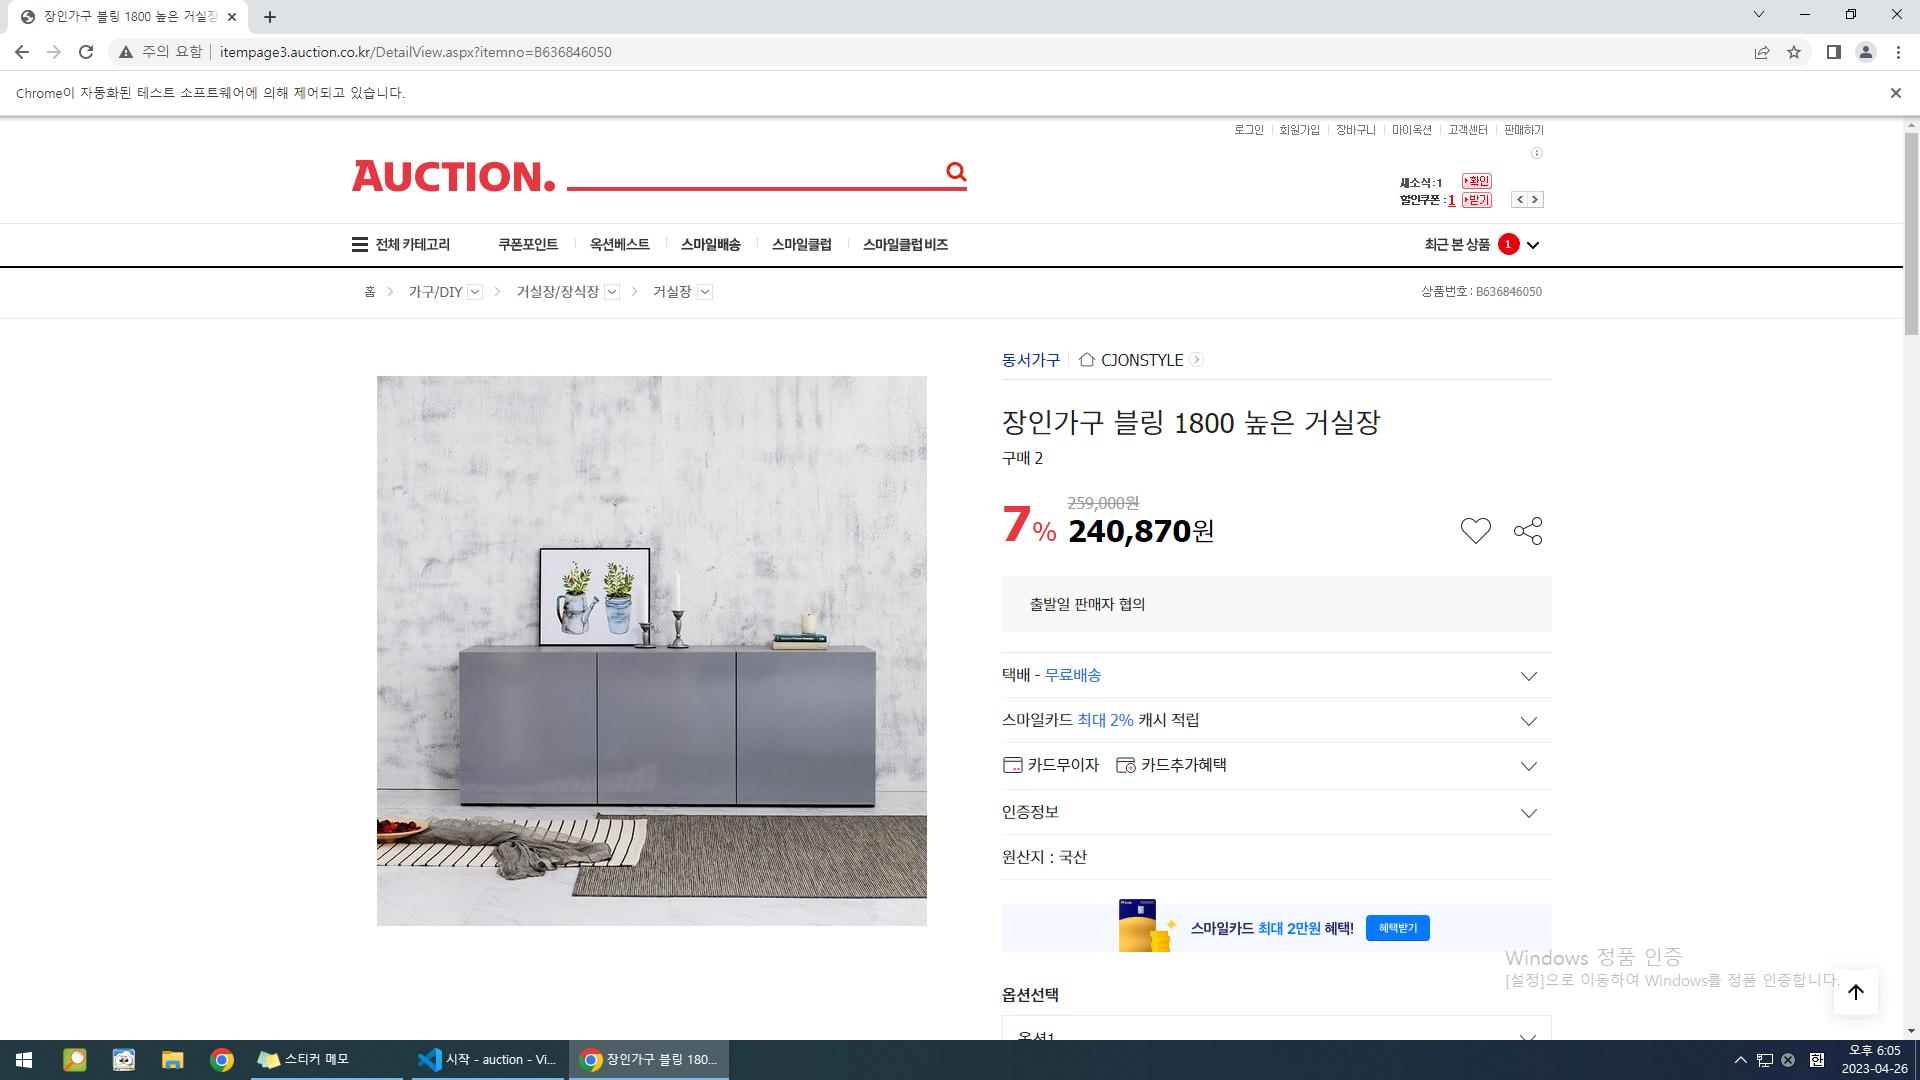 장인가구 블링 1800 높은 거실장
주의 요함 | itempage3.auction.co.kr/DetailView.aspx?itemno=B636846050
Chrome이 자동화된 테스트 소프트웨어에 의해 제어되고 있습니다.
로그인 회원가입 장바구니 마이옥션 고객센터 판매하기
AUCTION.
새소식 : 1 확인
할인쿠폰 : 1 받기
전체 카테고리 쿠폰포인트 옥션베스트 스마일배송 스마일클럽 스마일클럽 비즈 최근 본 상품 1
홈 > 가구/DIY > 거실장/장식장 > 거실장 상품번호 : B636846050
동서가구 CJONSTYLE
장인가구 블링 1800 높은 거실장
구매 2
259,000원
7% 240,870원
출발일 판매자 협의
택배 - 무료배송
스마일카드 최대 2% 캐시 적립
카드무이자 카드추가혜택
인증정보
원산지 : 국산
스마일카드 최대 2만원 혜택! 혜택받기
Windows 정품 인증
[설정]으로 이동하여 Windows를 정품 인증합니다.
옵션선택
옵션1
스티커 메모 시작 - auction - Vi... 장인가구 블링 180... 한 오후 6:05
2023-04-26